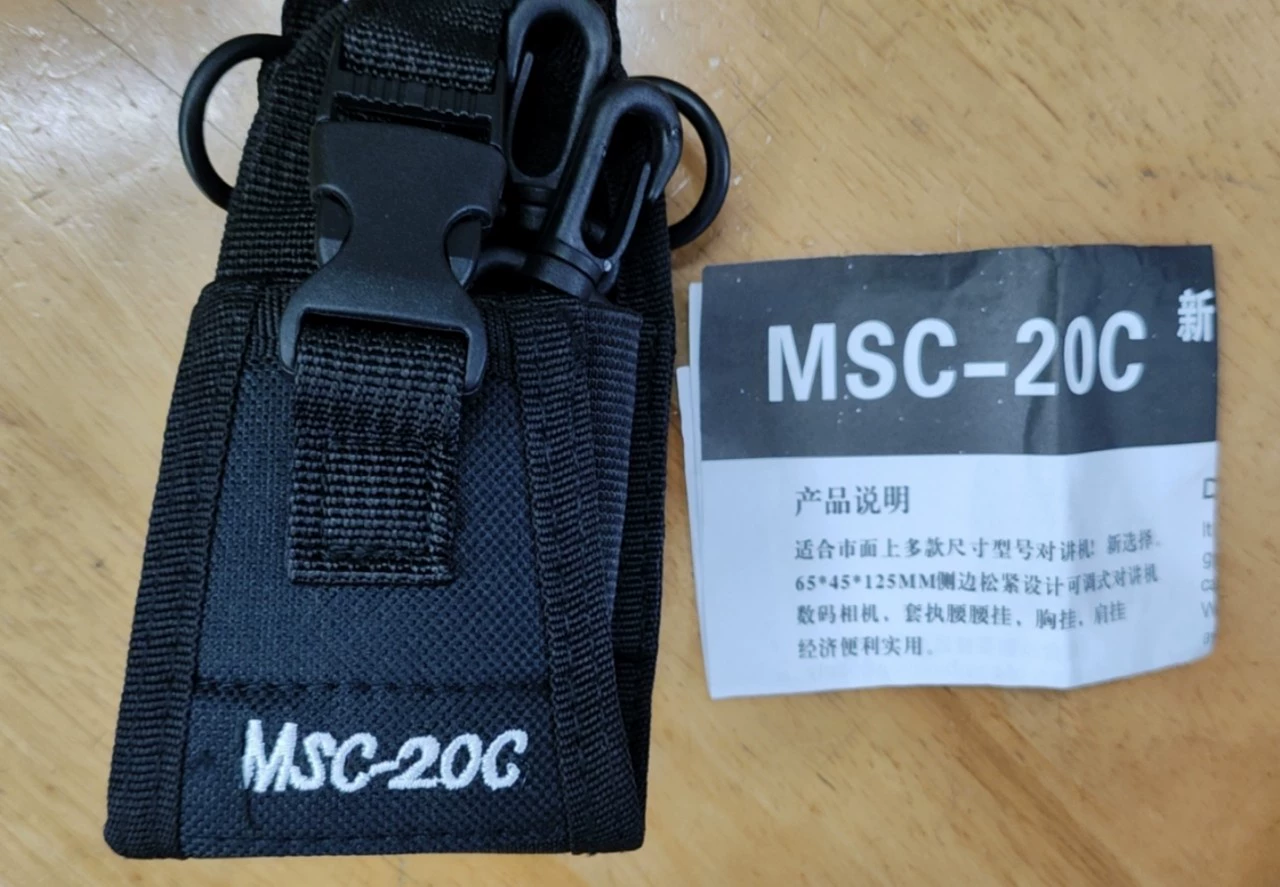 MSC-20C
MSC-20C 新
产品说明
适合市面上多款尺寸型号对讲机! 新选择.
65*45*125MM侧边松紧设计可调式对讲机
数码相机、套执腰腰挂、胸挂、肩挂
经济便利实用。